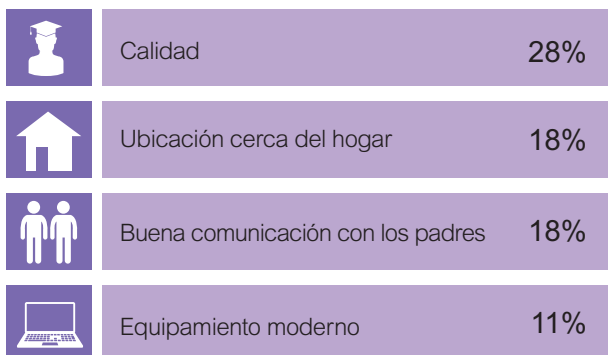 Calidad 28%
Ubicación cerca del hogar 18%
Buena comunicación con los padres 18%
Equipamiento moderno 11%